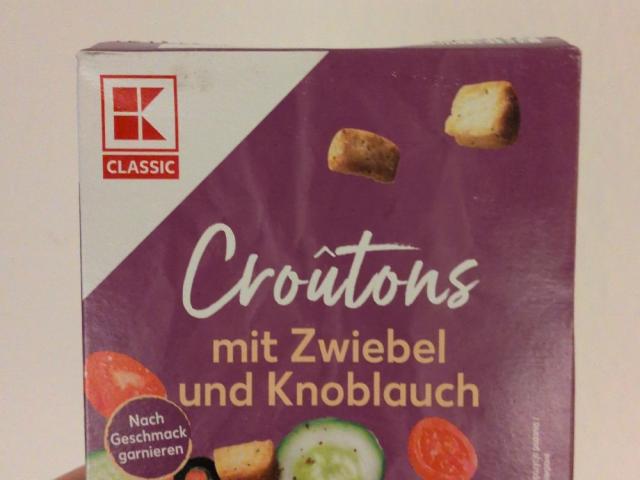 K
CLASSIC
Croûtons
mit Zwiebel
und Knoblauch
Nach
Geschmack
garnieren